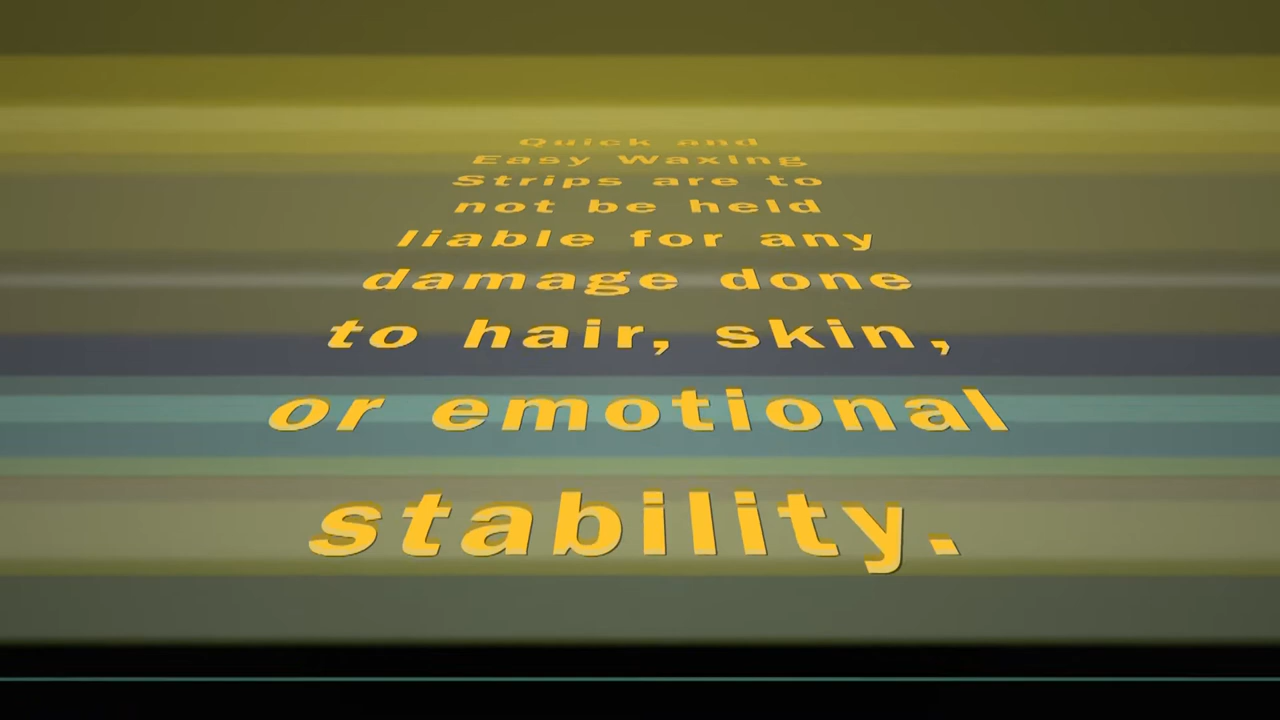 Quick and
Easy Waxing
Strips are to
not be held
liable for any
damage done
to hair, skin,
or emotional
stability.